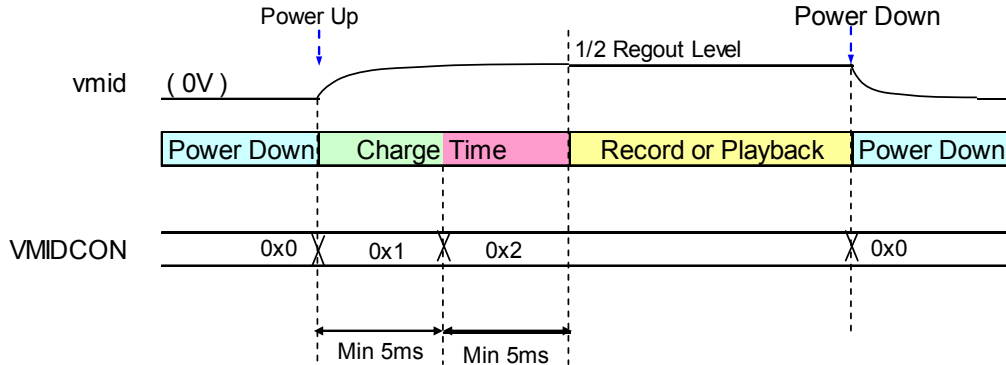 Power Up
Power Down
1/2 Regout Level
vmid
( 0V )
Power Down
Charge Time
Record or Playback
Power Down
VMIDCON
0x0
0x1
0x2
0x0
Min 5ms
Min 5ms